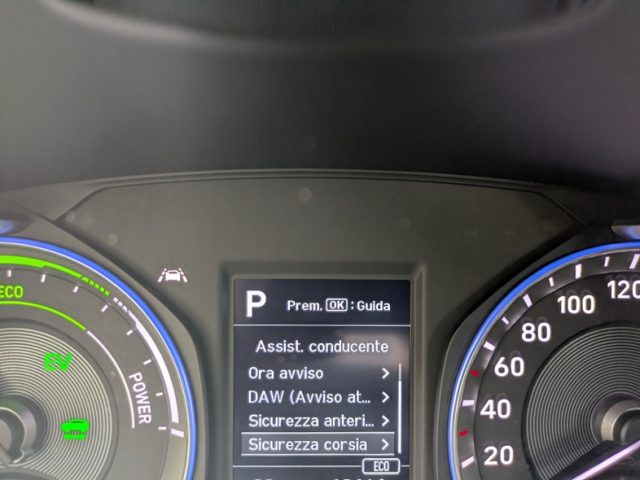 P
Prem. OK : Guida
Assist. conducente
Ora avviso
DAW (Avviso at...
Sicurezza anteri...
Sicurezza corsia
ECO
ECO
EV
POWER
120
100
80
60
40
20